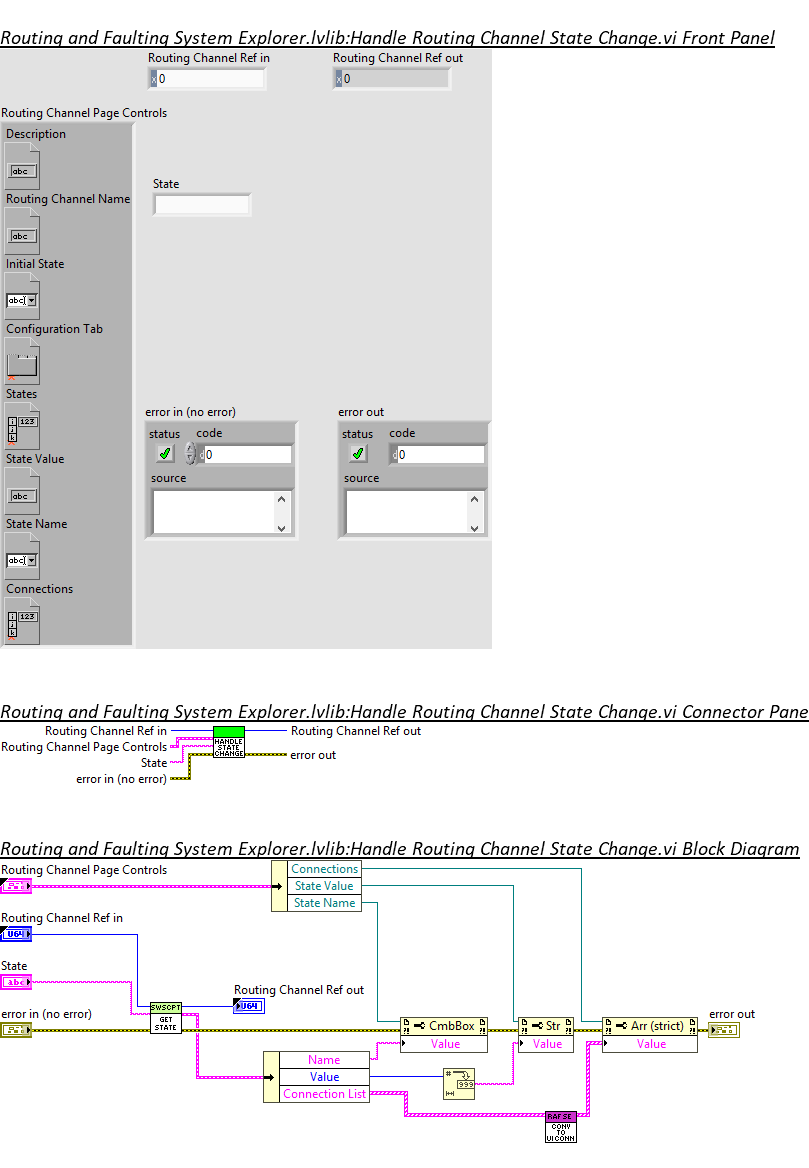 Routing and Faulting System Explorer.lvlib:Handle Routing Channel State Change.vi Front Panel
Routing Channel Ref in Routing Channel Ref out
x 0 x 0
Routing Channel Page Controls
Description
abc
State
Routing Channel Name
abc
Initial State
abc
Configuration Tab
States
i j k 123
error in (no error) error out
status code status code
d 0 d 0
State Value
abc
source source
State Name
abc
Connections
i j k 123
Routing and Faulting System Explorer.lvlib:Handle Routing Channel State Change.vi Connector Pane
Routing Channel Ref in Routing Channel Ref out
Routing Channel Page Controls
State
error in (no error)
HANDLE
STATE
CHANGE
error out
Routing and Faulting System Explorer.lvlib:Handle Routing Channel State Change.vi Block Diagram
Routing Channel Page Controls
Connections
State Value
State Name
Routing Channel Ref in
U64
State
abc
Routing Channel Ref out
U64
error in (no error)
SWSCPT
GET
STATE
CmbBox
Value
Str
Value
Arr (strict)
Value
error out
Name
Value
Connection List
#
999
RAFSE
CONV
TO
UI CONN